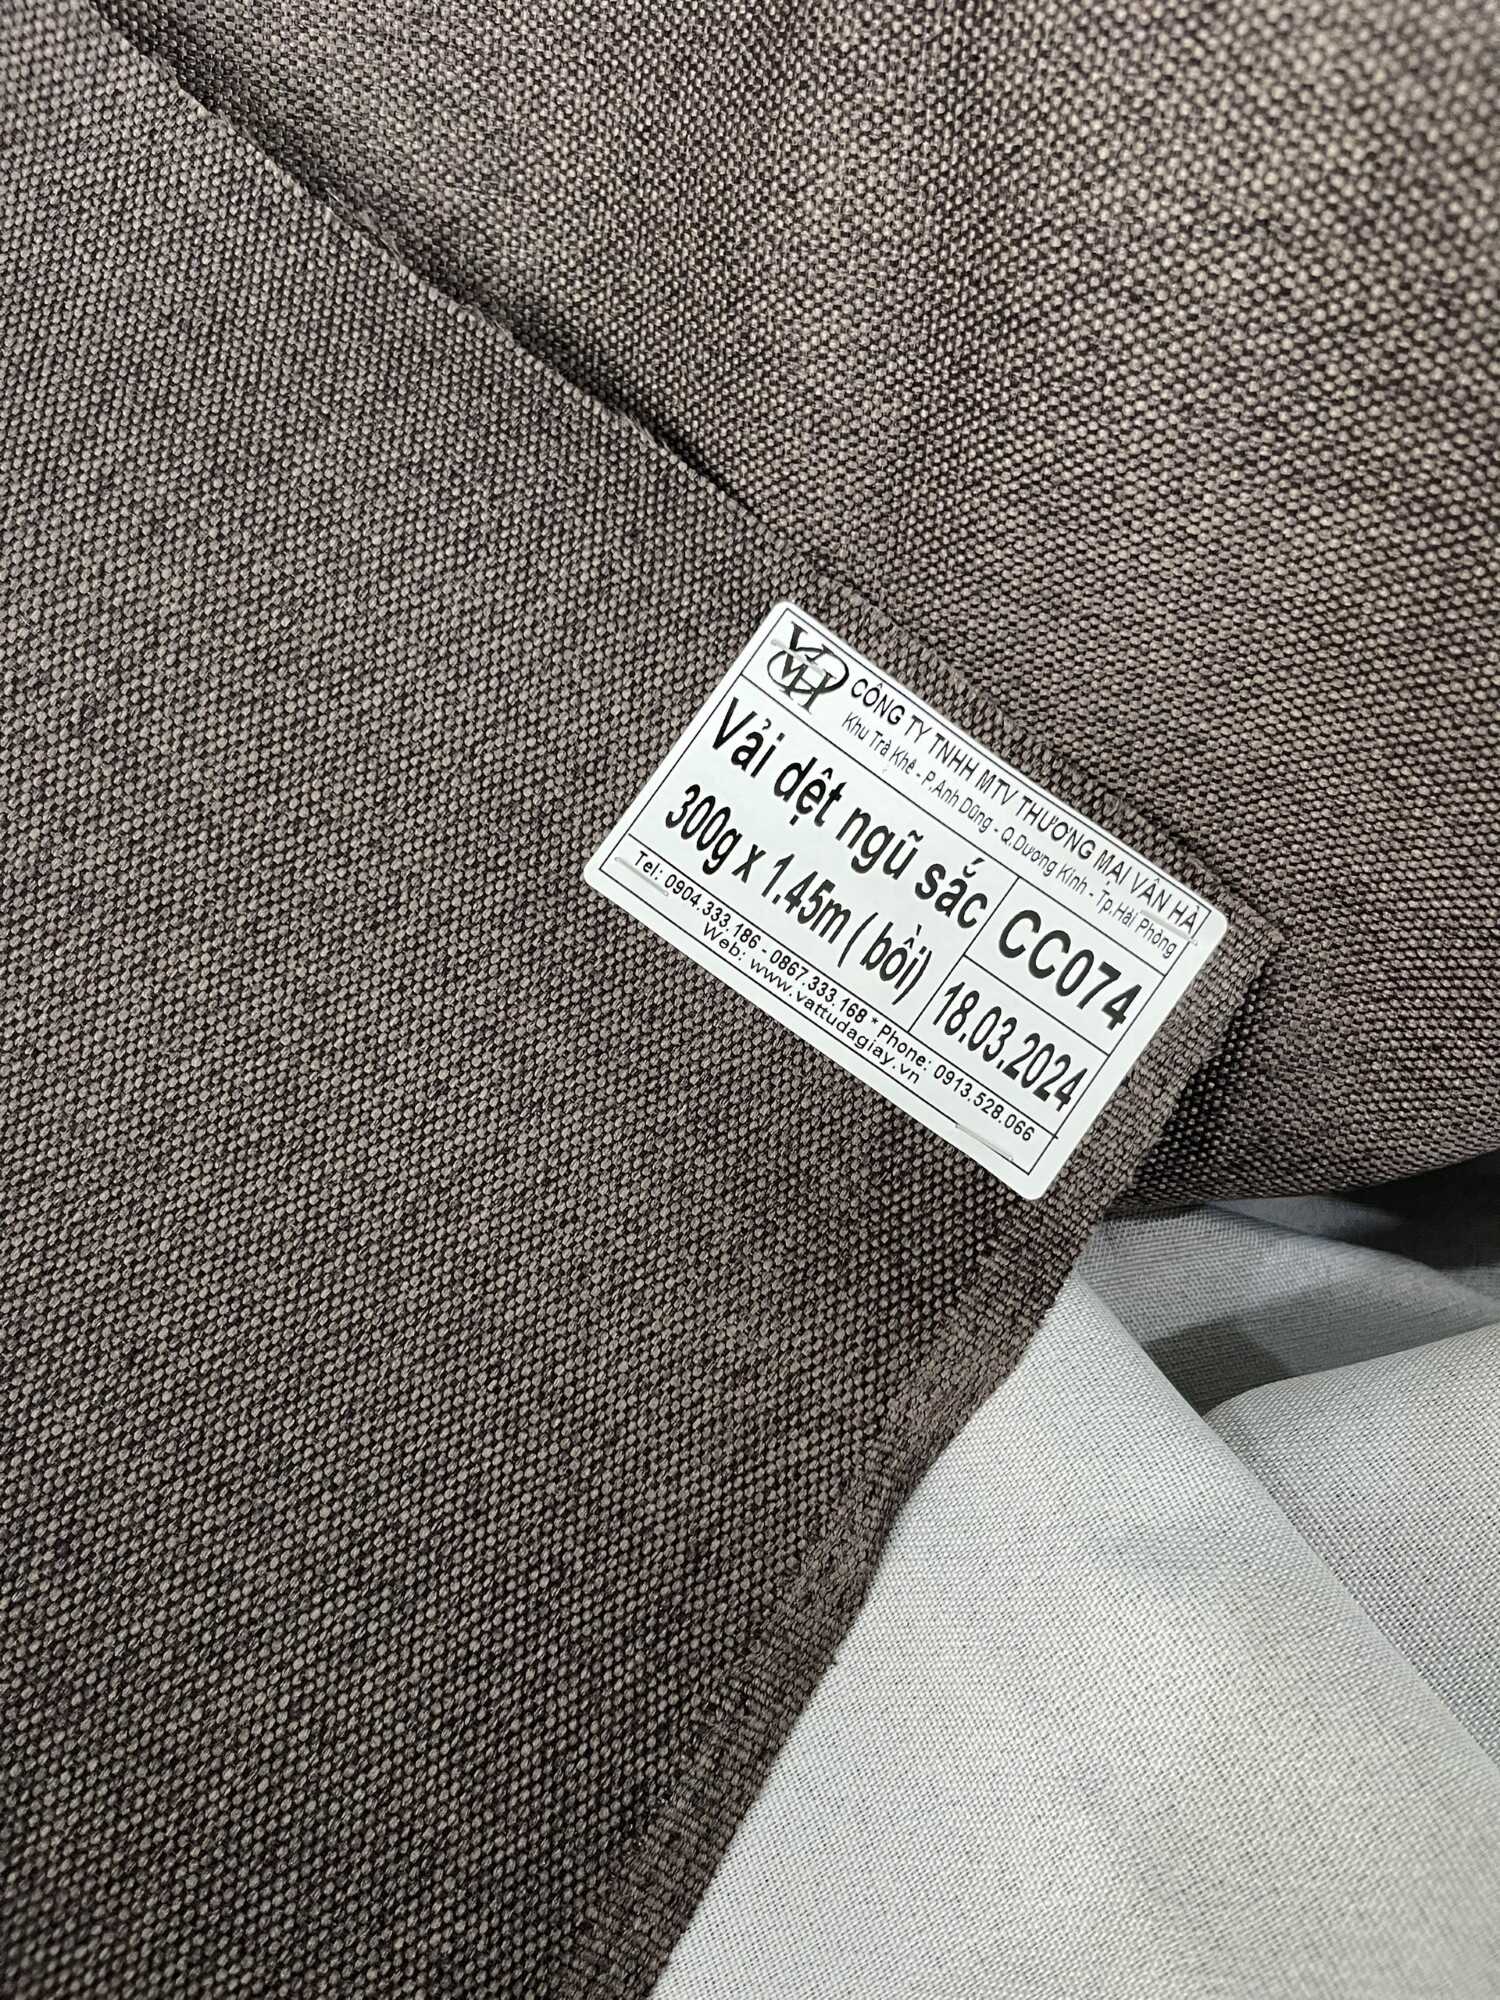 VH
CÔNG TY TNHH MTV THƯƠNG MẠI VÂN HÀ
Khu Trà Khê - P.Anh Dũng - Q.Dương Kinh - Tp.Hải Phòng
Vải dệt ngũ sắc
300g x 1.45m ( bồi)
CC074
18.03.2024
Tel: 0904.333.186 - 0867.333.168 * Phone: 0913.528.066
Web: www.vattudagiay.vn